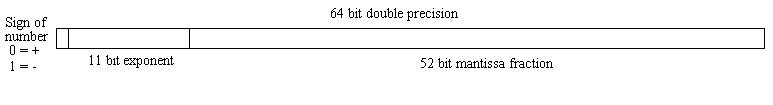 64 bit double precision
Sign of
number
0 = +
1 = -
11 bit exponent
52 bit mantissa fraction